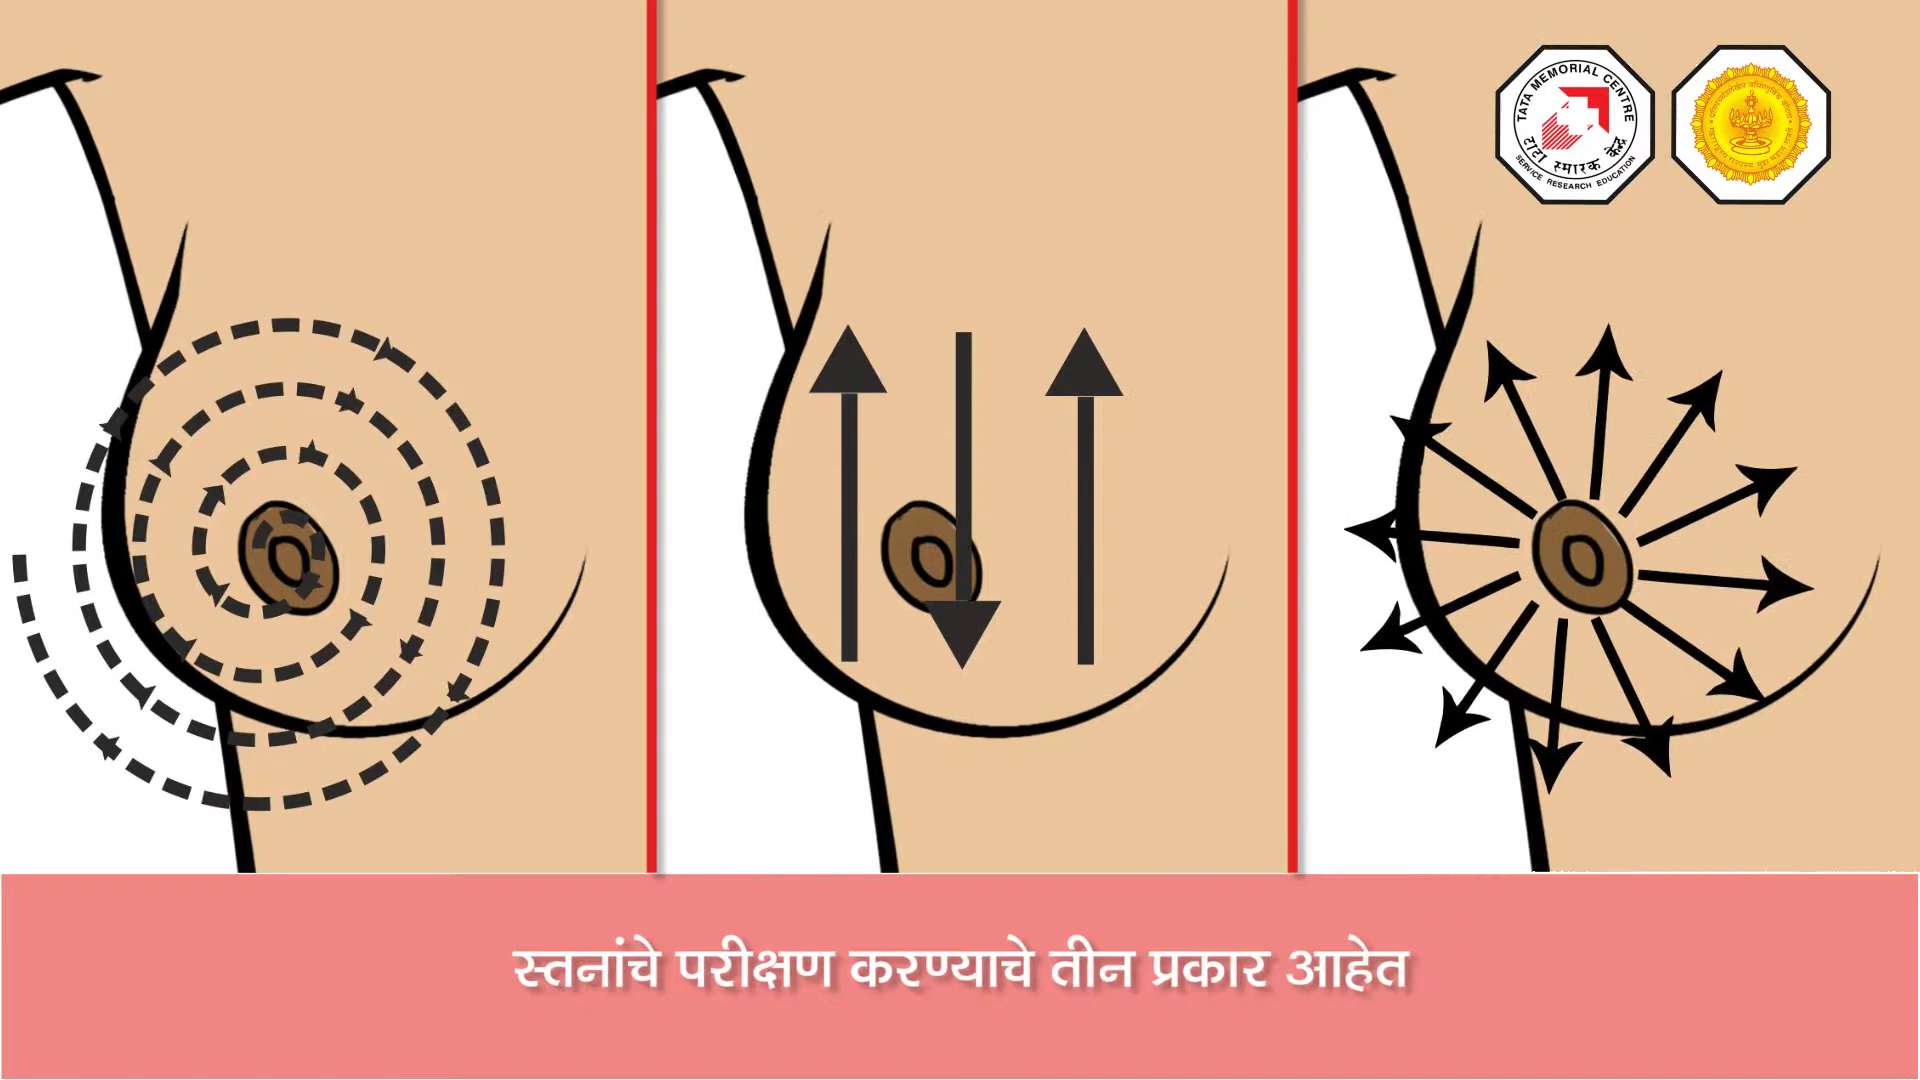 TATA MEMORIAL CENTRE
टाटा स्मारक केन्द्र
SERVICE RESEARCH EDUCATION
स्तनांचे परीक्षण करण्याचे तीन प्रकार आहेत